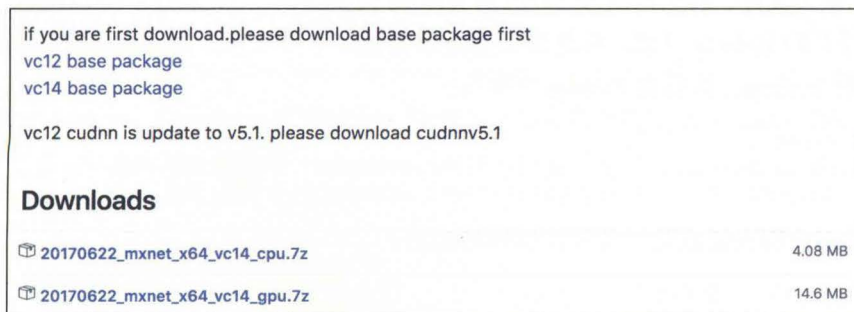 if you are first download.please download base package first
vc12 base package
vc14 base package
vc12 cudnn is update to v5.1. please download cudnnv5.1
Downloads
20170622_mxnet_x64_vc14_cpu.7z 4.08 MB
20170622_mxnet_x64_vc14_gpu.7z 14.6 MB